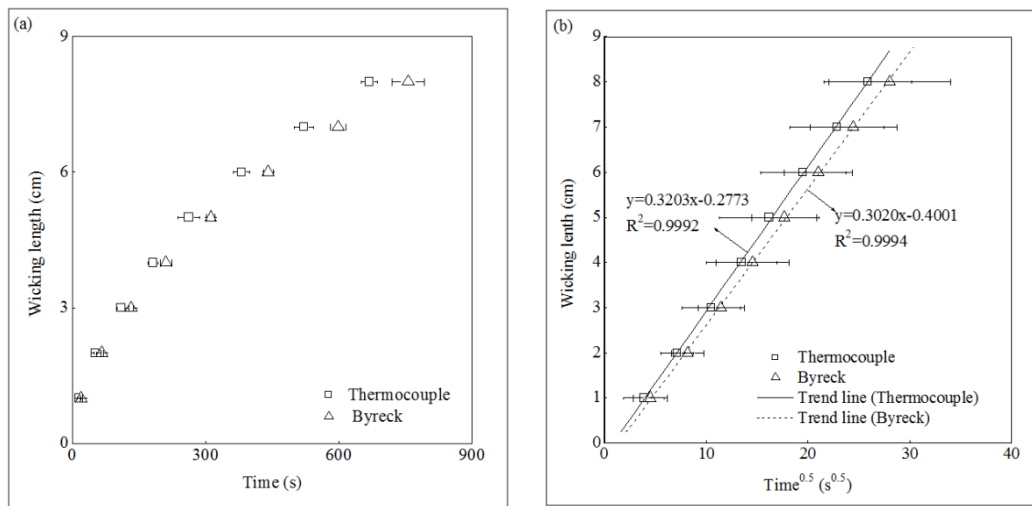 (a)
9
6
3
0
Wicking length (cm)
0
300
600
900
Time (s)
Thermocouple
Byreck
(b)
9
8
7
6
5
4
3
2
1
0
Wicking lenth (cm)
0
10
20
30
40
Time^0.5 (s^0.5)
y=0.3203x-0.2773
R²=0.9992
y=0.3020x-0.4001
R²=0.9994
Thermocouple
Byreck
Trend line (Thermocouple)
Trend line (Byreck)